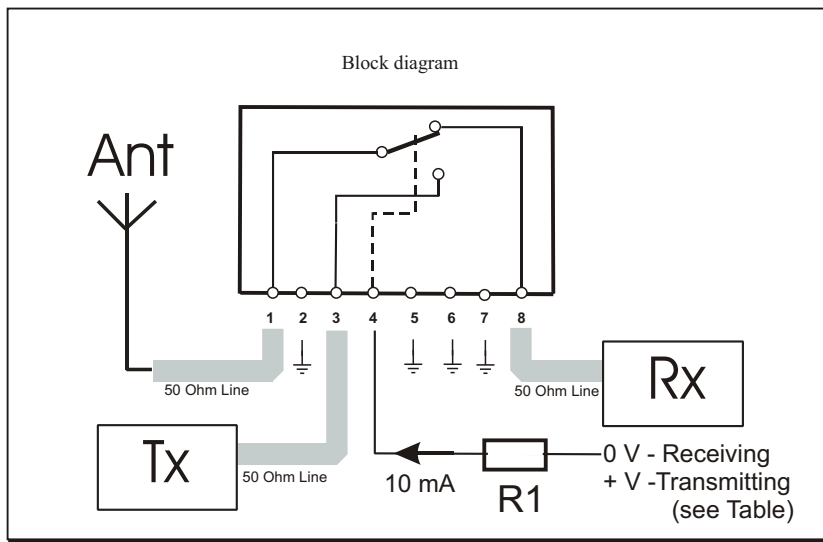 Block diagram
Ant
1 2 3 4 5 6 7 8
50 Ohm Line
50 Ohm Line
Rx
Tx
50 Ohm Line
10 mA
R1
0 V - Receiving
+ V -Transmitting
(see Table)